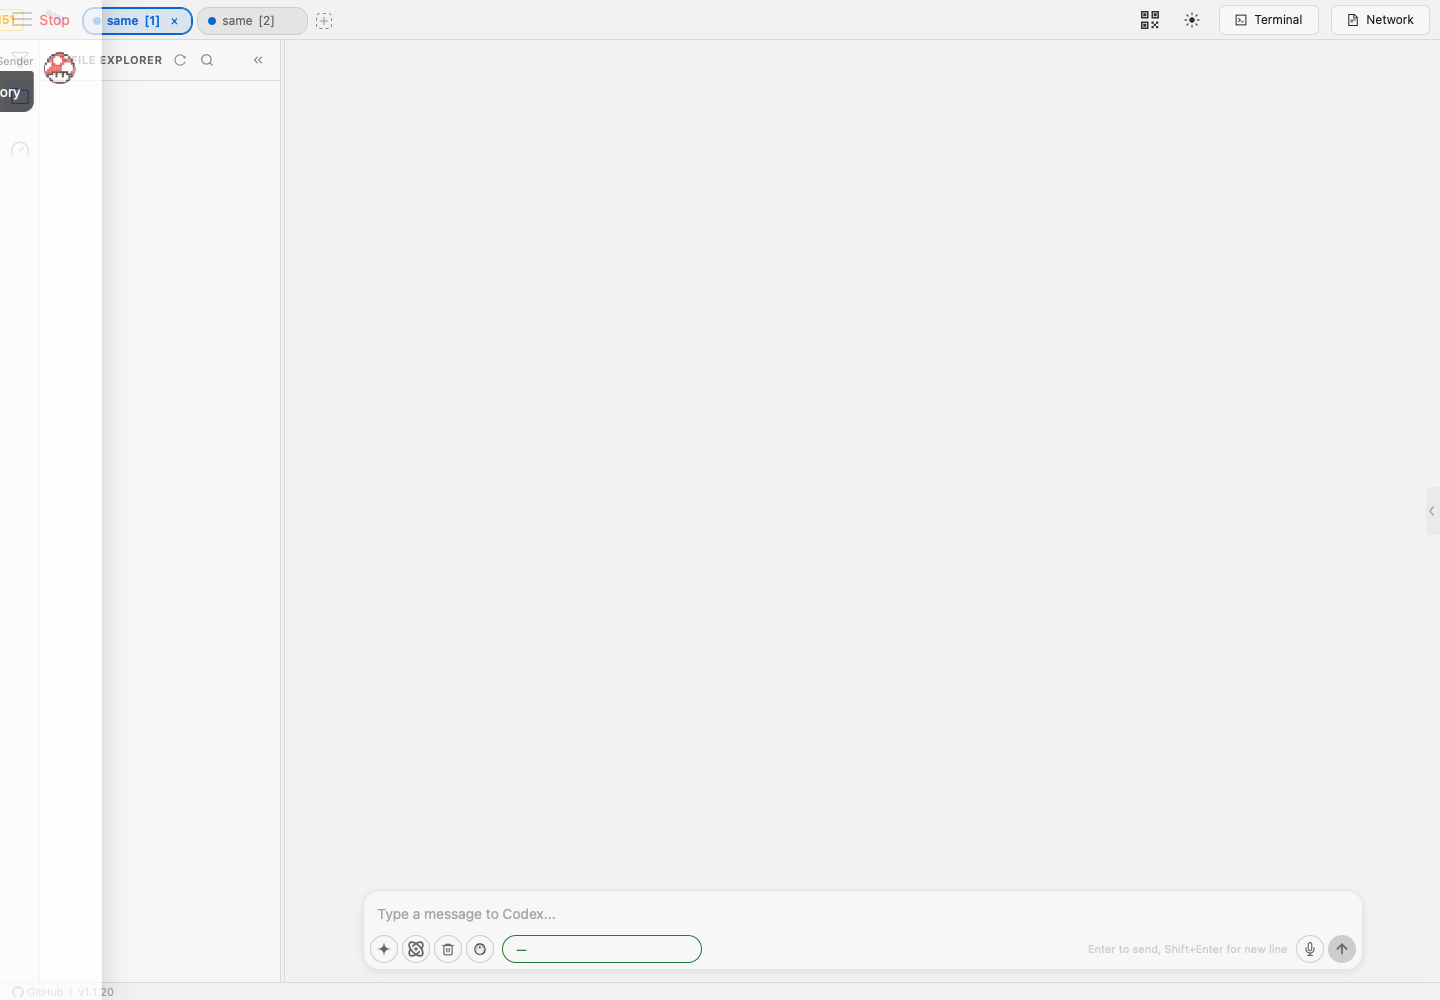 Stop
same [1] ×
same [2]
Terminal
Network
Sender
FILE EXPLORER
ory
Type a message to Codex...
Enter to send, Shift+Enter for new line
GitHub | v1.1.20